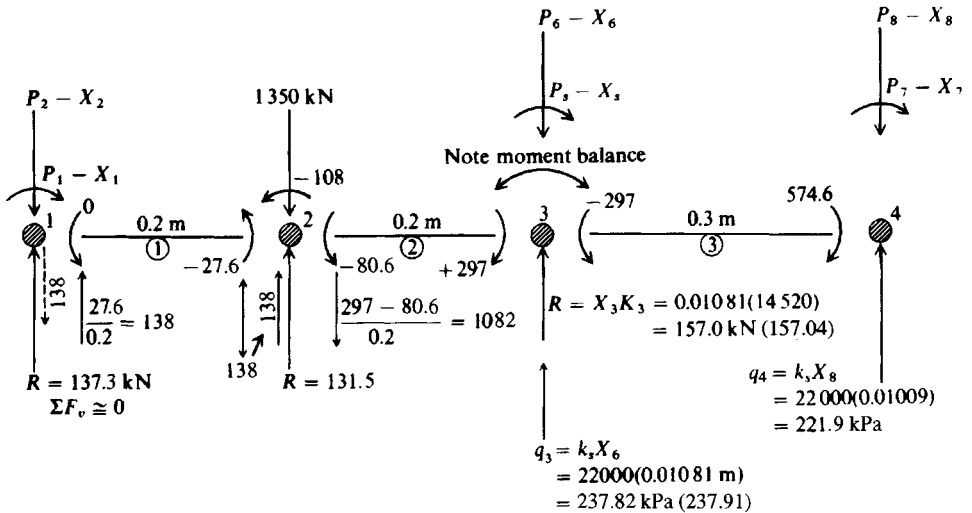 P₆ − X₆
P₈ − X₈
P₂ − X₂
1350 kN
Pₛ − Xₛ
P₇ − X₇
Note moment balance
P₁ − X₁
−108
0
1
0.2 m
①
−27.6
2
0.2 m
②
−80.6
+297
3
−297
0.3 m
③
574.6
4
138
27.6
0.2
= 138
138
138
297 − 80.6
0.2
= 1082
R = X₃K₃ = 0.01081(14 520)
= 157.0 kN (157.04)
R = 137.3 kN
ΣFᵥ ≅ 0
R = 131.5
q₄ = kₛX₈
= 22 000(0.01009)
= 221.9 kPa
q₃ = kₛX₆
= 22000(0.01081 m)
= 237.82 kPa (237.91)